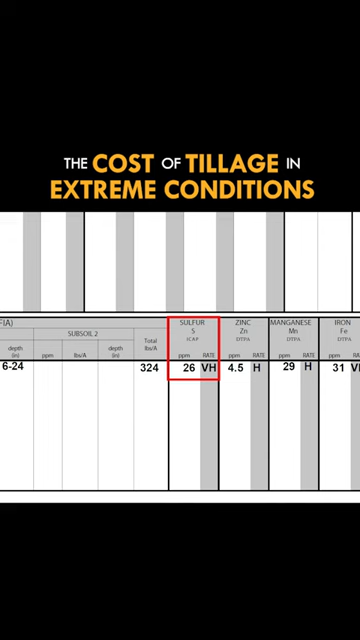 THE COST OF TILLAGE IN
EXTREME CONDITIONS
FIA) SULFUR ZINC MANGANESE IRON
SUBSOIL 2 S Zn Mn Fe
Total ICAP DTPA DTPA DTPA
depth ppm lbs/A depth lbs/A
(in) (in) ppm RATE ppm RATE ppm RATE ppm RATE
6-24 324 26 VH 4.5 H 29 H 31